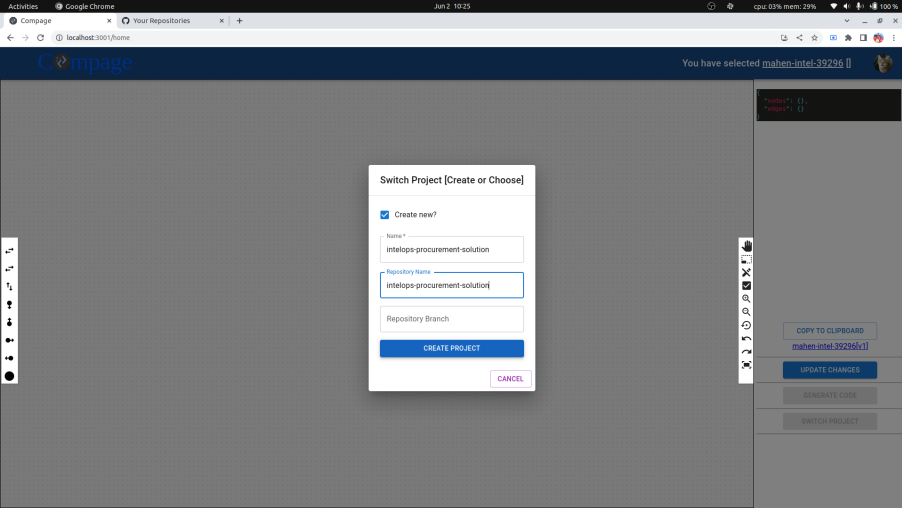 Activities
Google Chrome
Jun 2 10:25
cpu: 03% mem: 29%
100 %
Compage
Your Repositories
localhost:3001/home
Compage
You have selected mahen-intel-39296 []
{
"nodes": {},
"edges": {}
}
Switch Project [Create or Choose]
Create new?
Name *
intelops-procurement-solution
Repository Name
intelops-procurement-solution
Repository Branch
CREATE PROJECT
CANCEL
COPY TO CLIPBOARD
mahen-intel-39296[v1]
UPDATE CHANGES
GENERATE CODE
SWITCH PROJECT